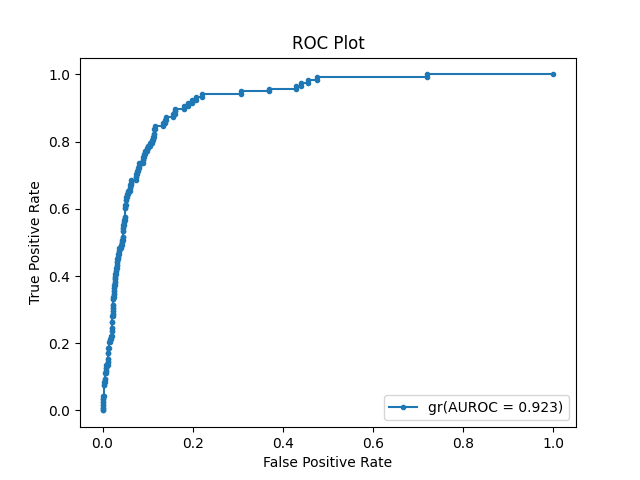 ROC Plot
1.0
0.8
0.6
0.4
0.2
0.0
True Positive Rate
0.0 0.2 0.4 0.6 0.8 1.0
False Positive Rate
gr(AUROC = 0.923)